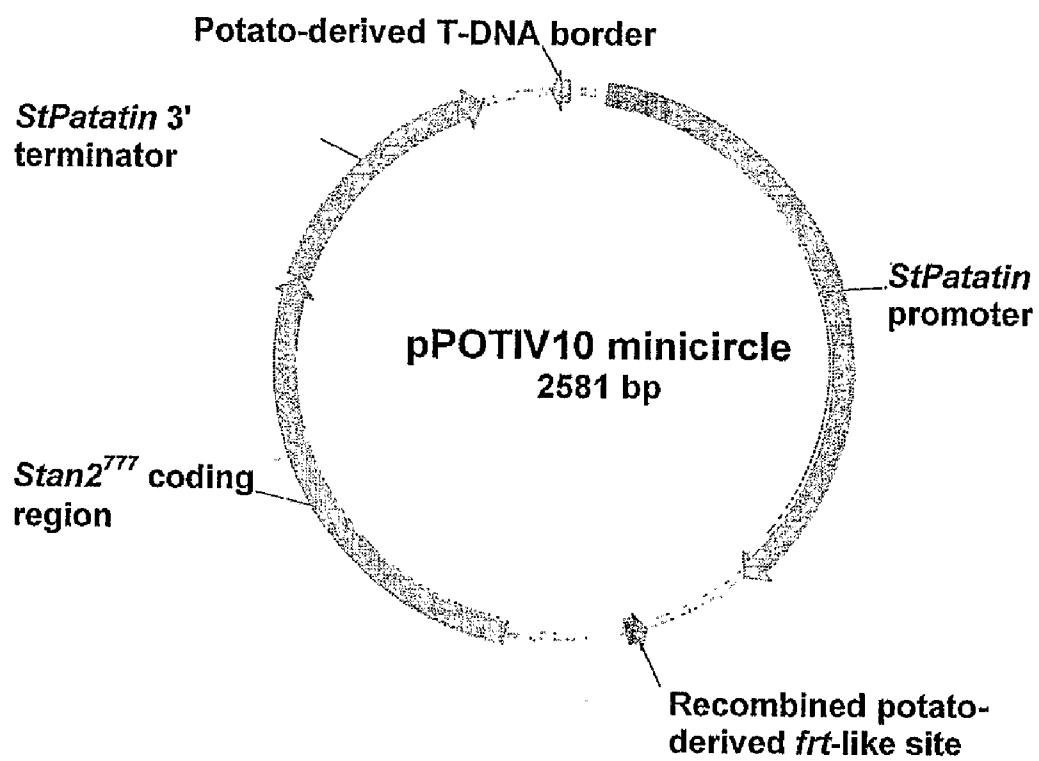 Potato-derived T-DNA border
StPatatin 3'
terminator
StPatatin
promoter
pPOTIV10 minicircle
2581 bp
Stan2⁷⁷⁷ coding
region
Recombined potato-
derived frt-like site